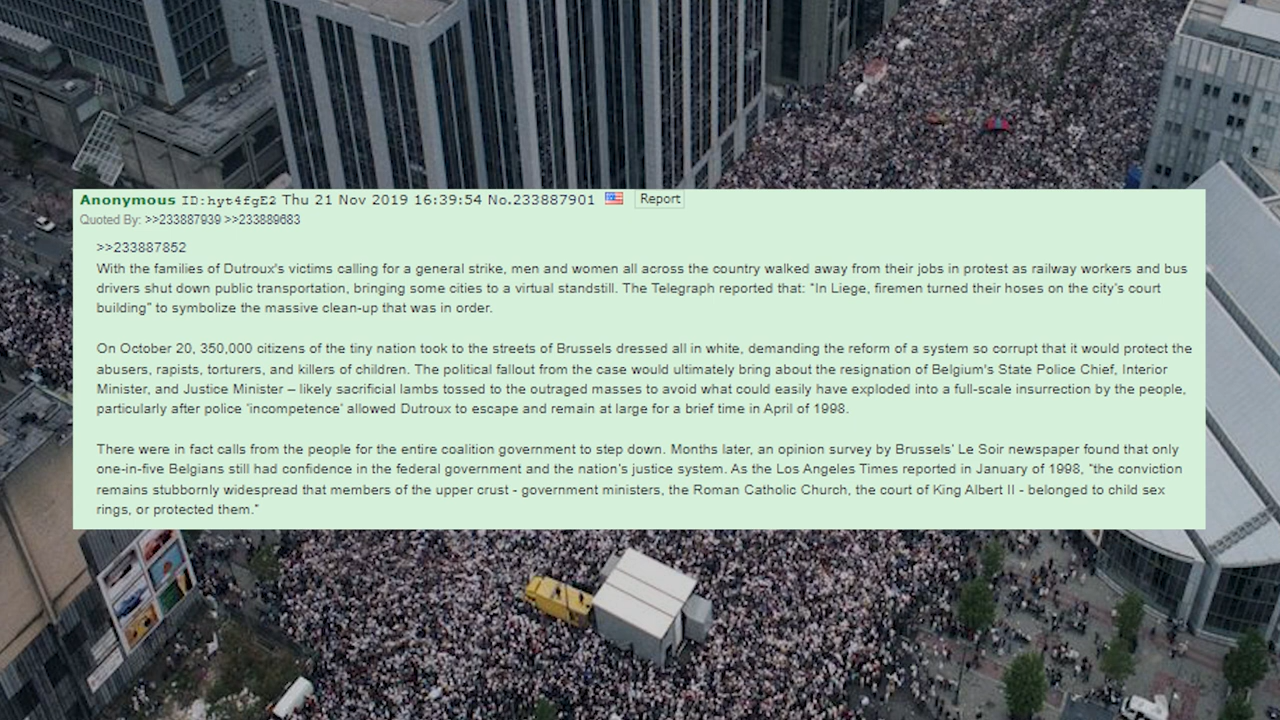 Anonymous ID:hyt4fgE2 Thu 21 Nov 2019 16:39:54 No.233887901 Report
Quoted By: >>233887939 >>233889683
>>233887852
With the families of Dutroux's victims calling for a general strike, men and women all across the country walked away from their jobs in protest as railway workers and bus
drivers shut down public transportation, bringing some cities to a virtual standstill. The Telegraph reported that: "In Liege, firemen turned their hoses on the city's court
building" to symbolize the massive clean-up that was in order.
On October 20, 350,000 citizens of the tiny nation took to the streets of Brussels dressed all in white, demanding the reform of a system so corrupt that it would protect the
abusers, rapists, torturers, and killers of children. The political fallout from the case would ultimately bring about the resignation of Belgium's State Police Chief, Interior
Minister, and Justice Minister – likely sacrificial lambs tossed to the outraged masses to avoid what could easily have exploded into a full-scale insurrection by the people,
particularly after police 'incompetence' allowed Dutroux to escape and remain at large for a brief time in April of 1998.
There were in fact calls from the people for the entire coalition government to step down. Months later, an opinion survey by Brussels' Le Soir newspaper found that only
one-in-five Belgians still had confidence in the federal government and the nation's justice system. As the Los Angeles Times reported in January of 1998, "the conviction
remains stubbornly widespread that members of the upper crust - government ministers, the Roman Catholic Church, the court of King Albert II - belonged to child sex
rings, or protected them."